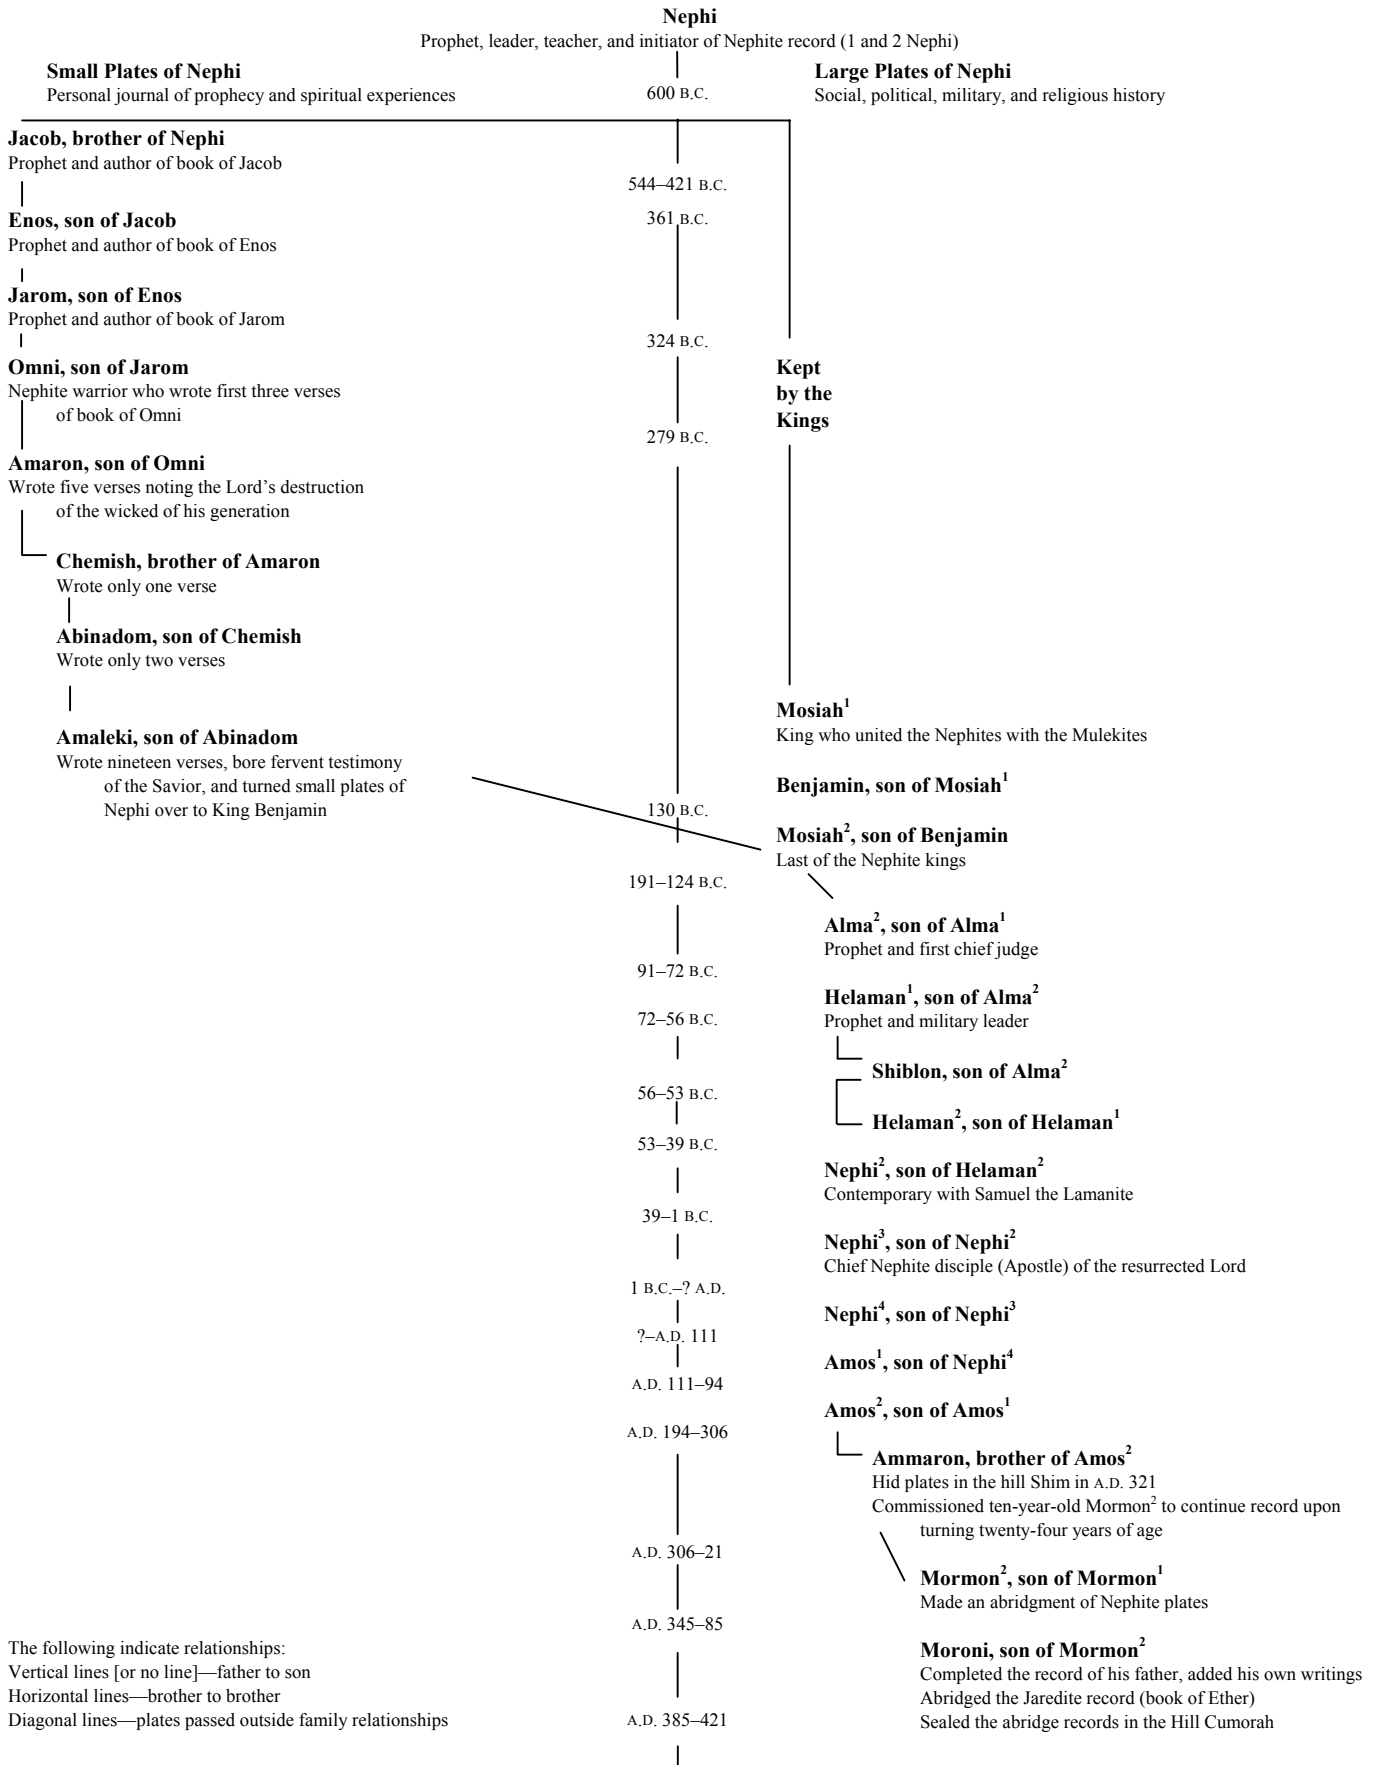 Nephi
Prophet, leader, teacher, and initiator of Nephite record (1 and 2 Nephi)
Small Plates of Nephi
Personal journal of prophecy and spiritual experiences
600 B.C.
Large Plates of Nephi
Social, political, military, and religious history
Jacob, brother of Nephi
Prophet and author of book of Jacob
544–421 B.C.
Enos, son of Jacob
Prophet and author of book of Enos
361 B.C.
Jarom, son of Enos
Prophet and author of book of Jarom
324 B.C.
Omni, son of Jarom
Nephite warrior who wrote first three verses
of book of Omni
279 B.C.
Kept
by the
Kings
Amaron, son of Omni
Wrote five verses noting the Lord’s destruction
of the wicked of his generation
Chemish, brother of Amaron
Wrote only one verse
Abinadom, son of Chemish
Wrote only two verses
Amaleki, son of Abinadom
Wrote nineteen verses, bore fervent testimony
of the Savior, and turned small plates of
Nephi over to King Benjamin
130 B.C.
Mosiah¹
King who united the Nephites with the Mulekites
Benjamin, son of Mosiah¹
Mosiah², son of Benjamin
Last of the Nephite kings
191–124 B.C.
Alma², son of Alma¹
Prophet and first chief judge
91–72 B.C.
Helaman¹, son of Alma²
Prophet and military leader
72–56 B.C.
Shiblon, son of Alma²
56–53 B.C.
Helaman², son of Helaman¹
53–39 B.C.
Nephi², son of Helaman²
Contemporary with Samuel the Lamanite
39–1 B.C.
Nephi³, son of Nephi²
Chief Nephite disciple (Apostle) of the resurrected Lord
1 B.C.–? A.D.
Nephi⁴, son of Nephi³
?–A.D. 111
Amos¹, son of Nephi⁴
A.D. 111–94
Amos², son of Amos¹
A.D. 194–306
Ammaron, brother of Amos²
Hid plates in the hill Shim in A.D. 321
Commissioned ten-year-old Mormon² to continue record upon
turning twenty-four years of age
A.D. 306–21
Mormon², son of Mormon¹
Made an abridgment of Nephite plates
A.D. 345–85
Moroni, son of Mormon²
Completed the record of his father, added his own writings
Abridged the Jaredite record (book of Ether)
Sealed the abridge records in the Hill Cumorah
A.D. 385–421
The following indicate relationships:
Vertical lines [or no line]—father to son
Horizontal lines—brother to brother
Diagonal lines—plates passed outside family relationships